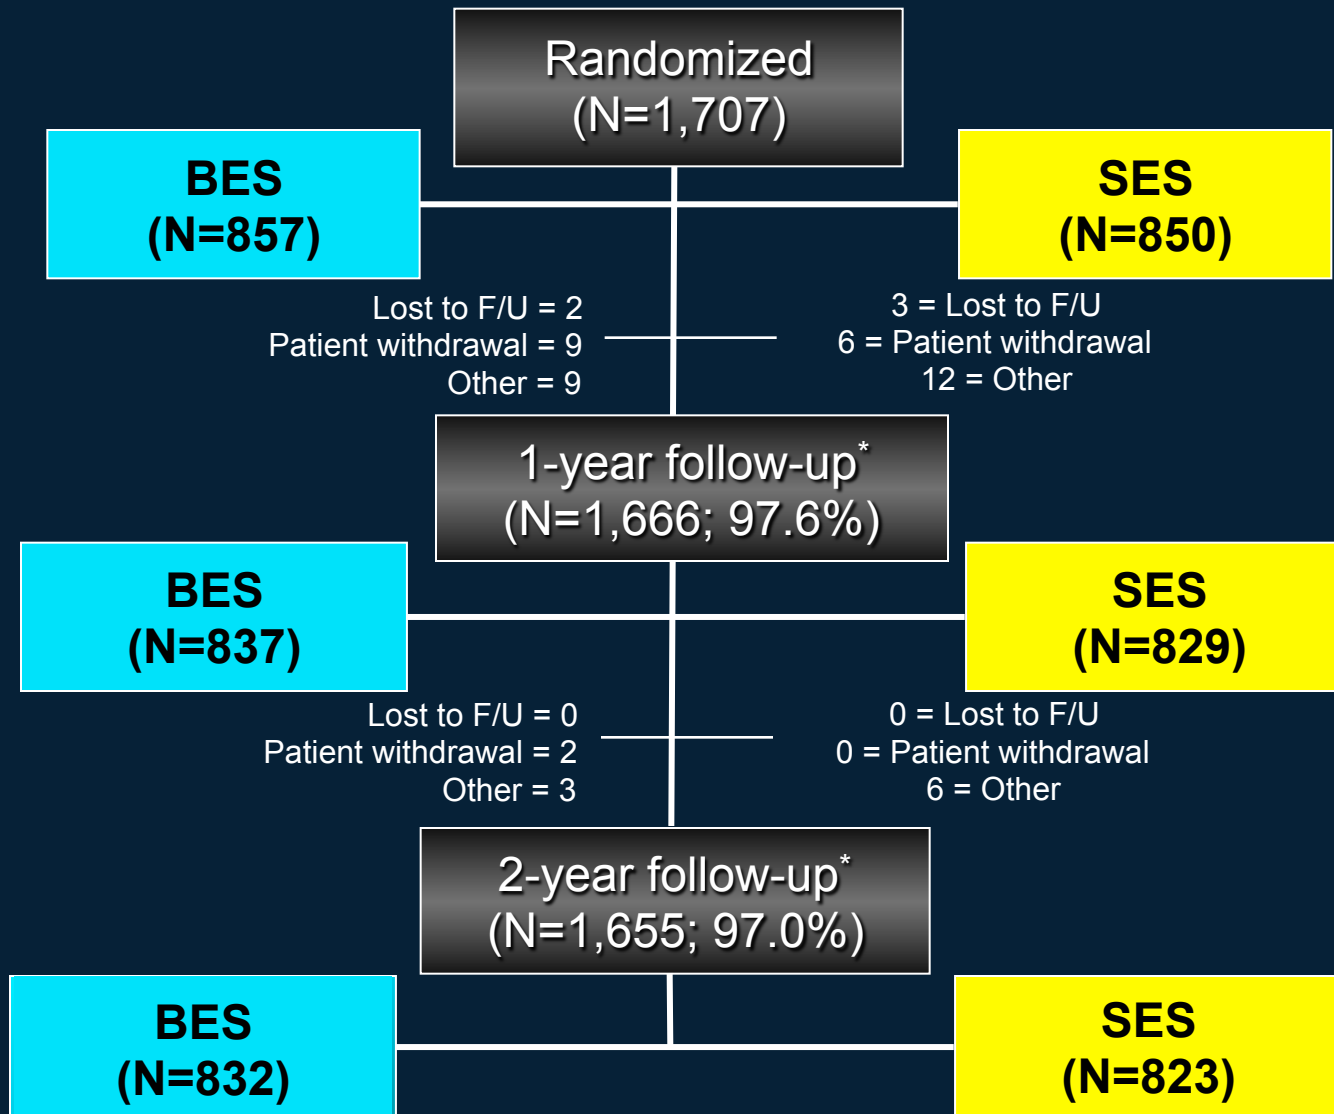 Randomized
(N=1,707)
BES
(N=857)
SES
(N=850)
Lost to F/U = 2
Patient withdrawal = 9
Other = 9
3 = Lost to F/U
6 = Patient withdrawal
12 = Other
1-year follow-up*
(N=1,666; 97.6%)
BES
(N=837)
SES
(N=829)
Lost to F/U = 0
Patient withdrawal = 2
Other = 3
0 = Lost to F/U
0 = Patient withdrawal
6 = Other
2-year follow-up*
(N=1,655; 97.0%)
BES
(N=832)
SES
(N=823)